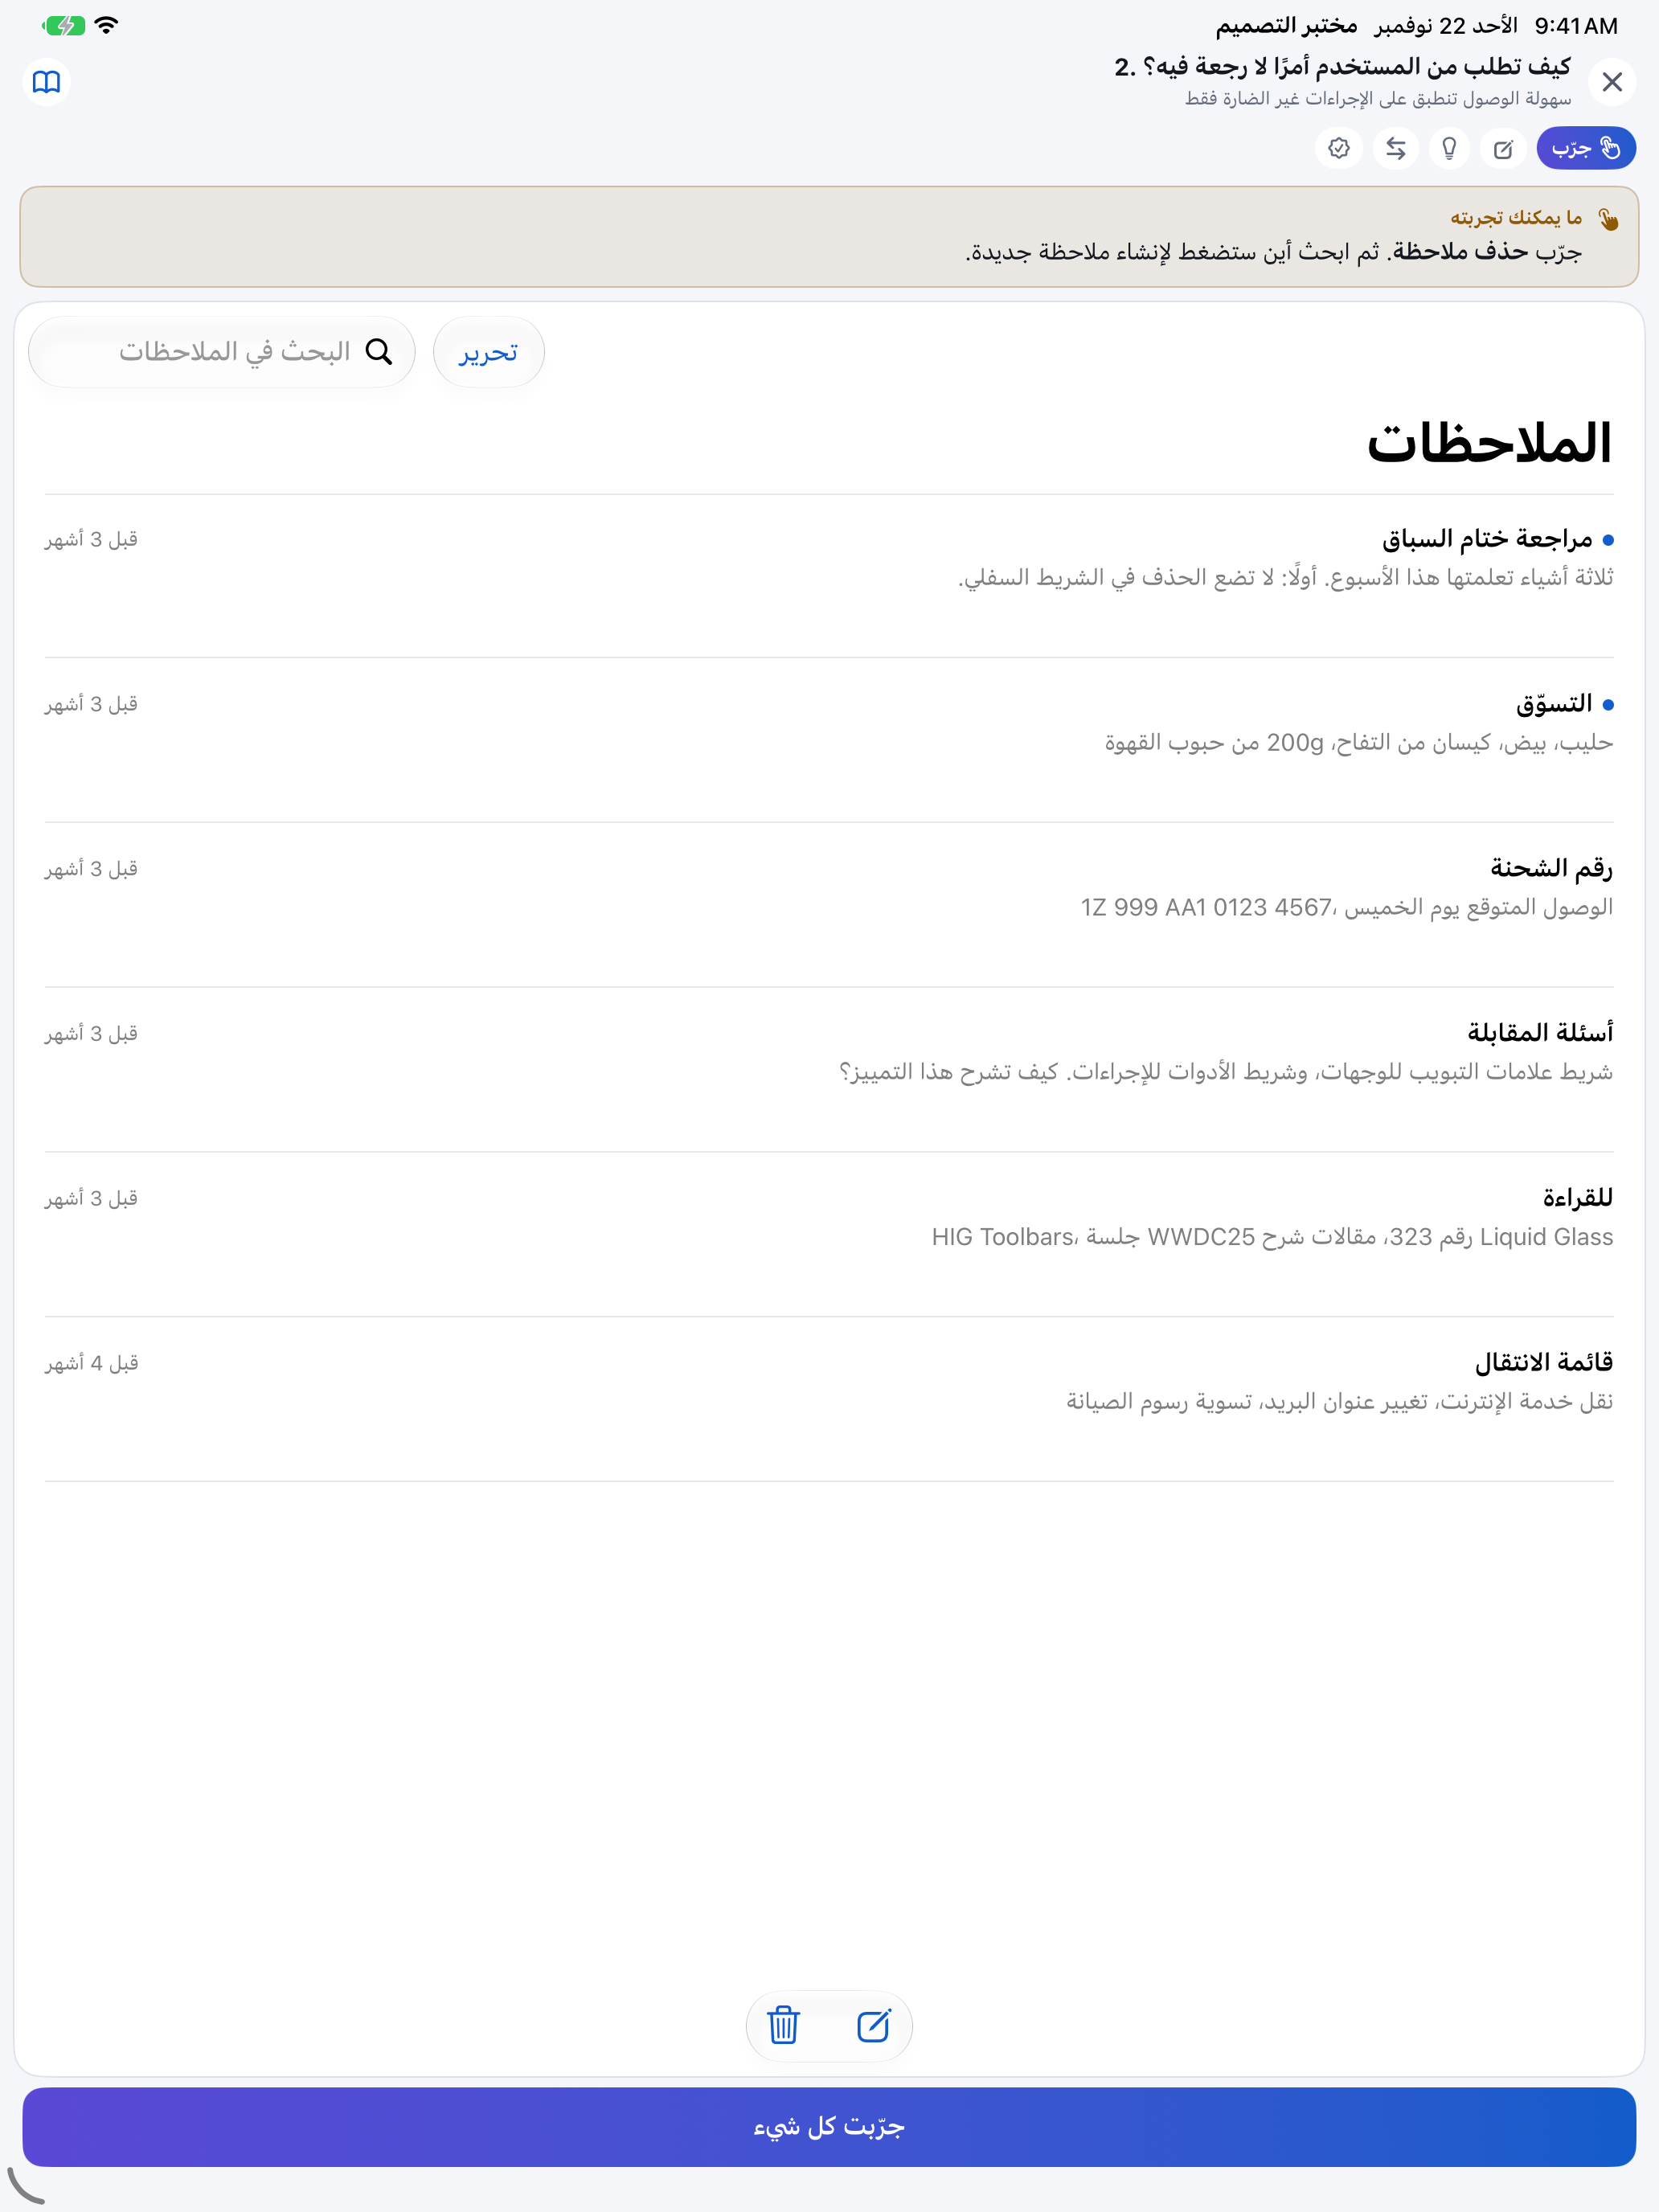 9:41 AM الأحد 22 نوفمبر مختبر التصميم
كيف تطلب من المستخدم أمرًا لا رجعة فيه؟ .2
سهولة الوصول تنطبق على الإجراءات غير الضارة فقط
جرّب
ما يمكنك تجربته
جرّب حذف ملاحظة. ثم ابحث أين ستضغط لإنشاء ملاحظة جديدة.
تحرير
البحث في الملاحظات
الملاحظات
مراجعة ختام السباق
قبل 3 أشهر
ثلاثة أشياء تعلمتها هذا الأسبوع. أولًا: لا تضع الحذف في الشريط السفلي.
التسوّق
قبل 3 أشهر
حليب، بيض، كيسان من التفاح، 200g من حبوب القهوة
رقم الشحنة
قبل 3 أشهر
1Z 999 AA1 0123 4567، الوصول المتوقع يوم الخميس
أسئلة المقابلة
قبل 3 أشهر
شريط علامات التبويب للوجهات، وشريط الأدوات للإجراءات. كيف تشرح هذا التمييز؟
للقراءة
قبل 3 أشهر
HIG Toolbars، جلسة WWDC25 رقم 323، مقالات شرح Liquid Glass
قائمة الانتقال
قبل 4 أشهر
نقل خدمة الإنترنت، تغيير عنوان البريد، تسوية رسوم الصيانة
جرّبت كل شيء